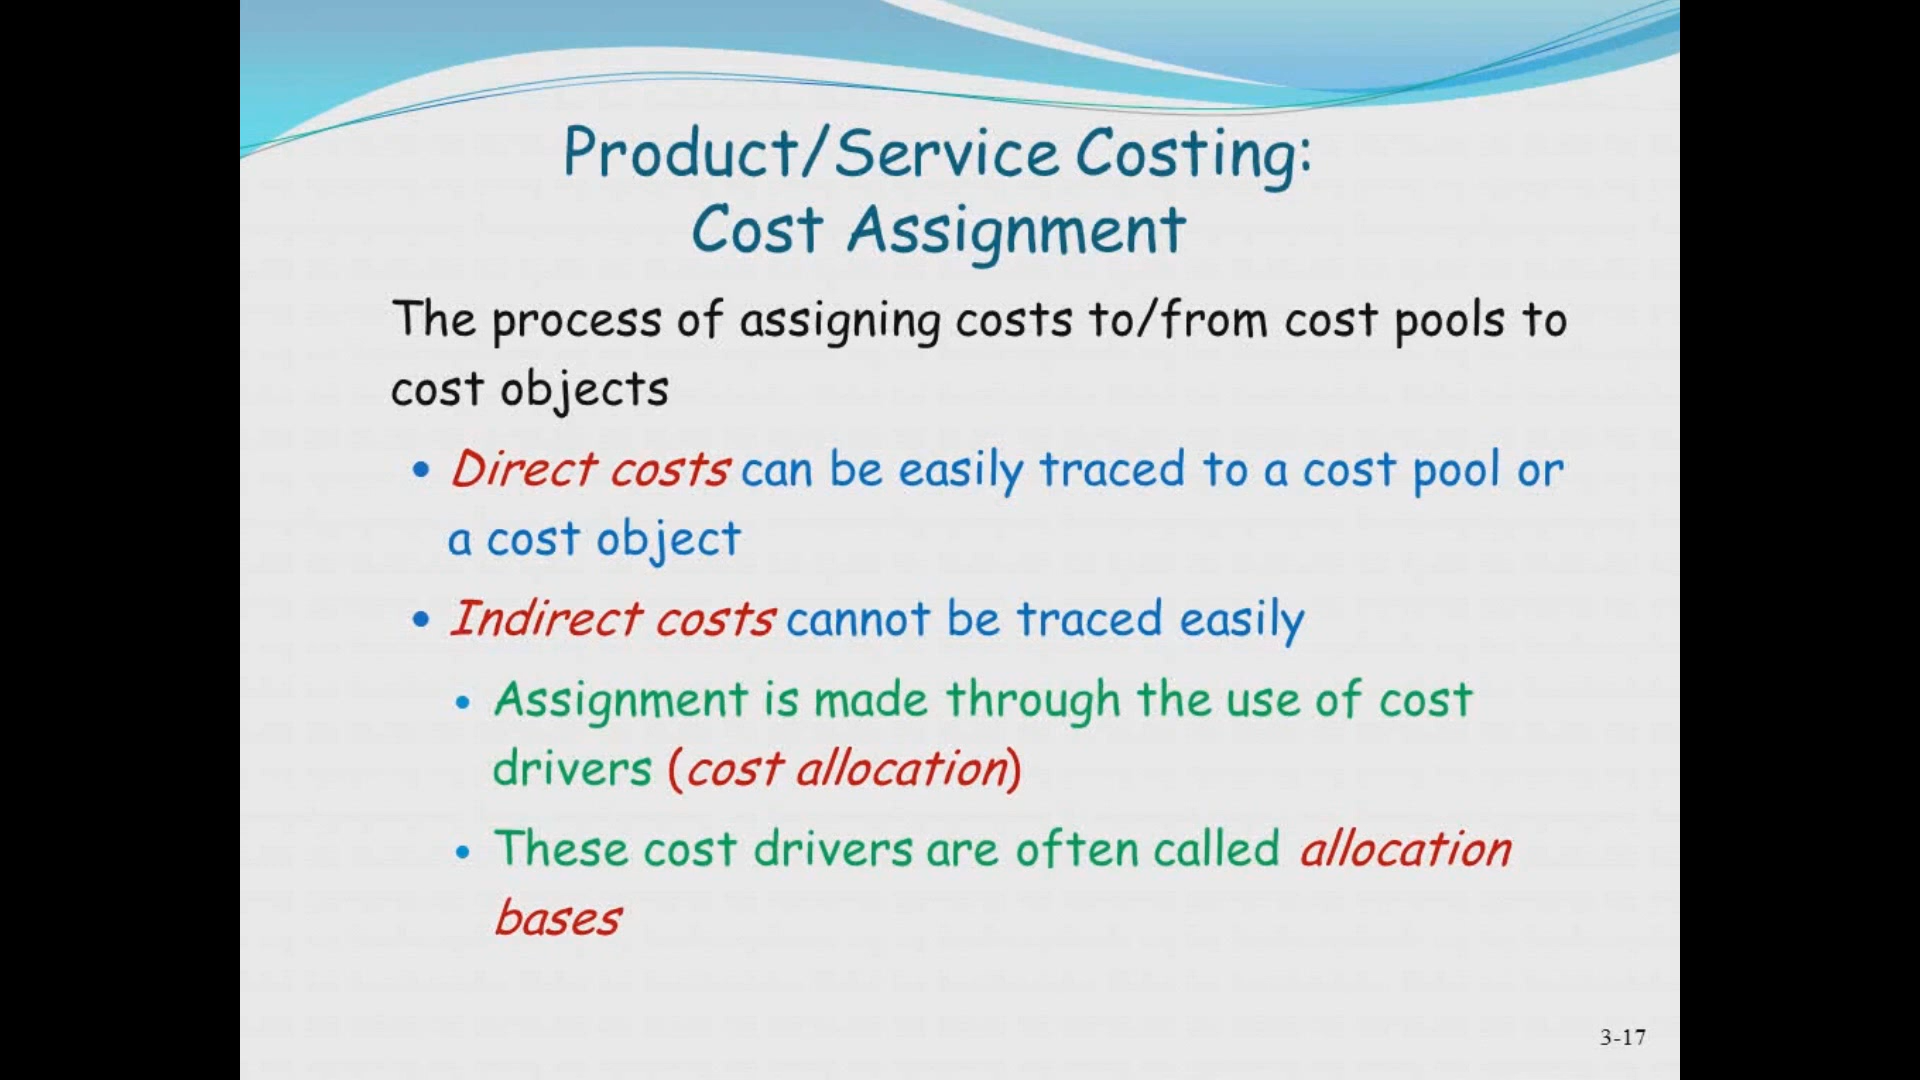 Product/Service Costing:
Cost Assignment
The process of assigning costs to/from cost pools to
cost objects
• Direct costs can be easily traced to a cost pool or
a cost object
• Indirect costs cannot be traced easily
• Assignment is made through the use of cost
drivers (cost allocation)
• These cost drivers are often called allocation
bases
3-17